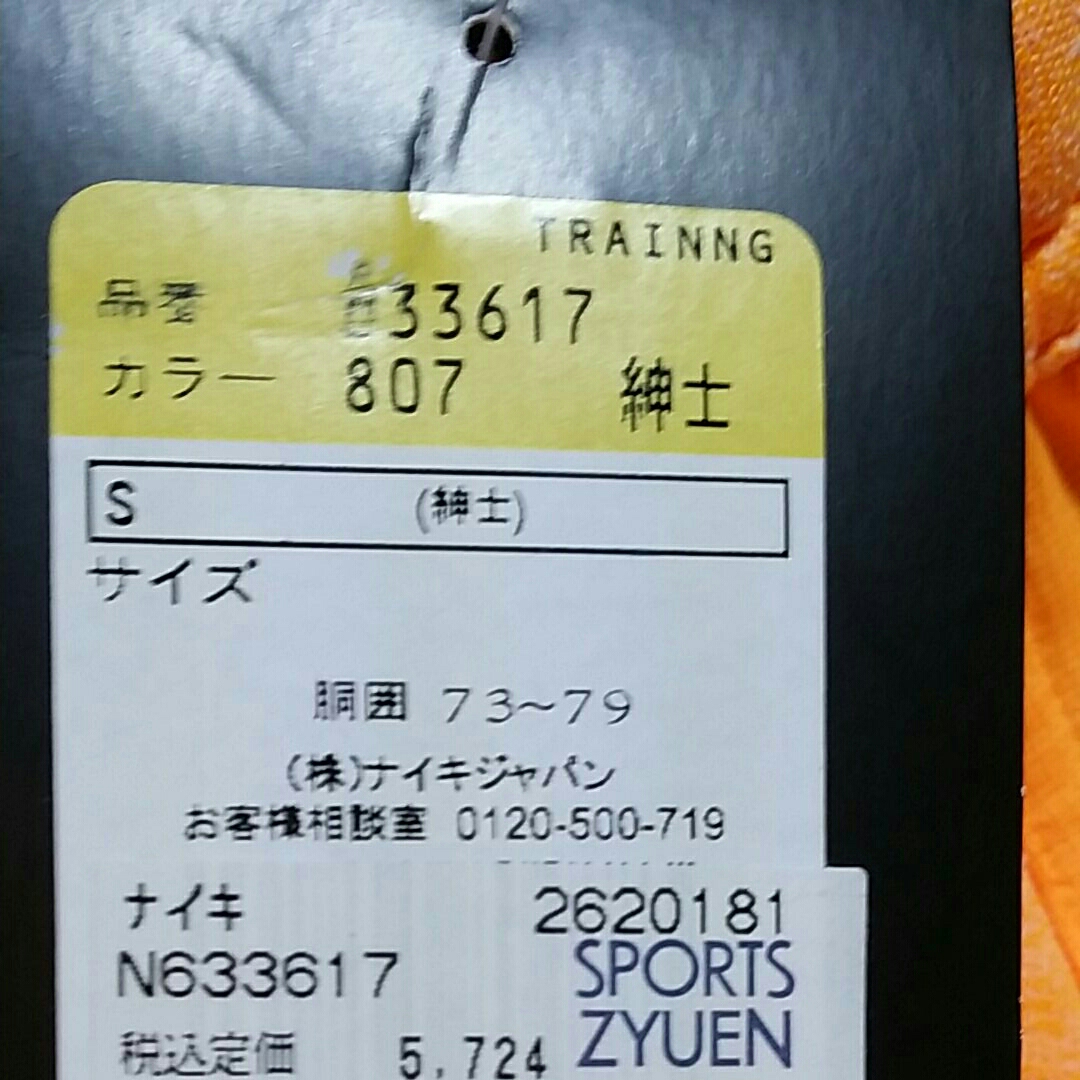 TRAINNG
品番 633617
カラー 807 紳士
S (紳士)
サイズ
胴囲 73~79
(株)ナイキジャパン
お客様相談室 0120-500-719
ナイキ 2620181
N633617 SPORTS
ZYUEN
税込定価 5,724